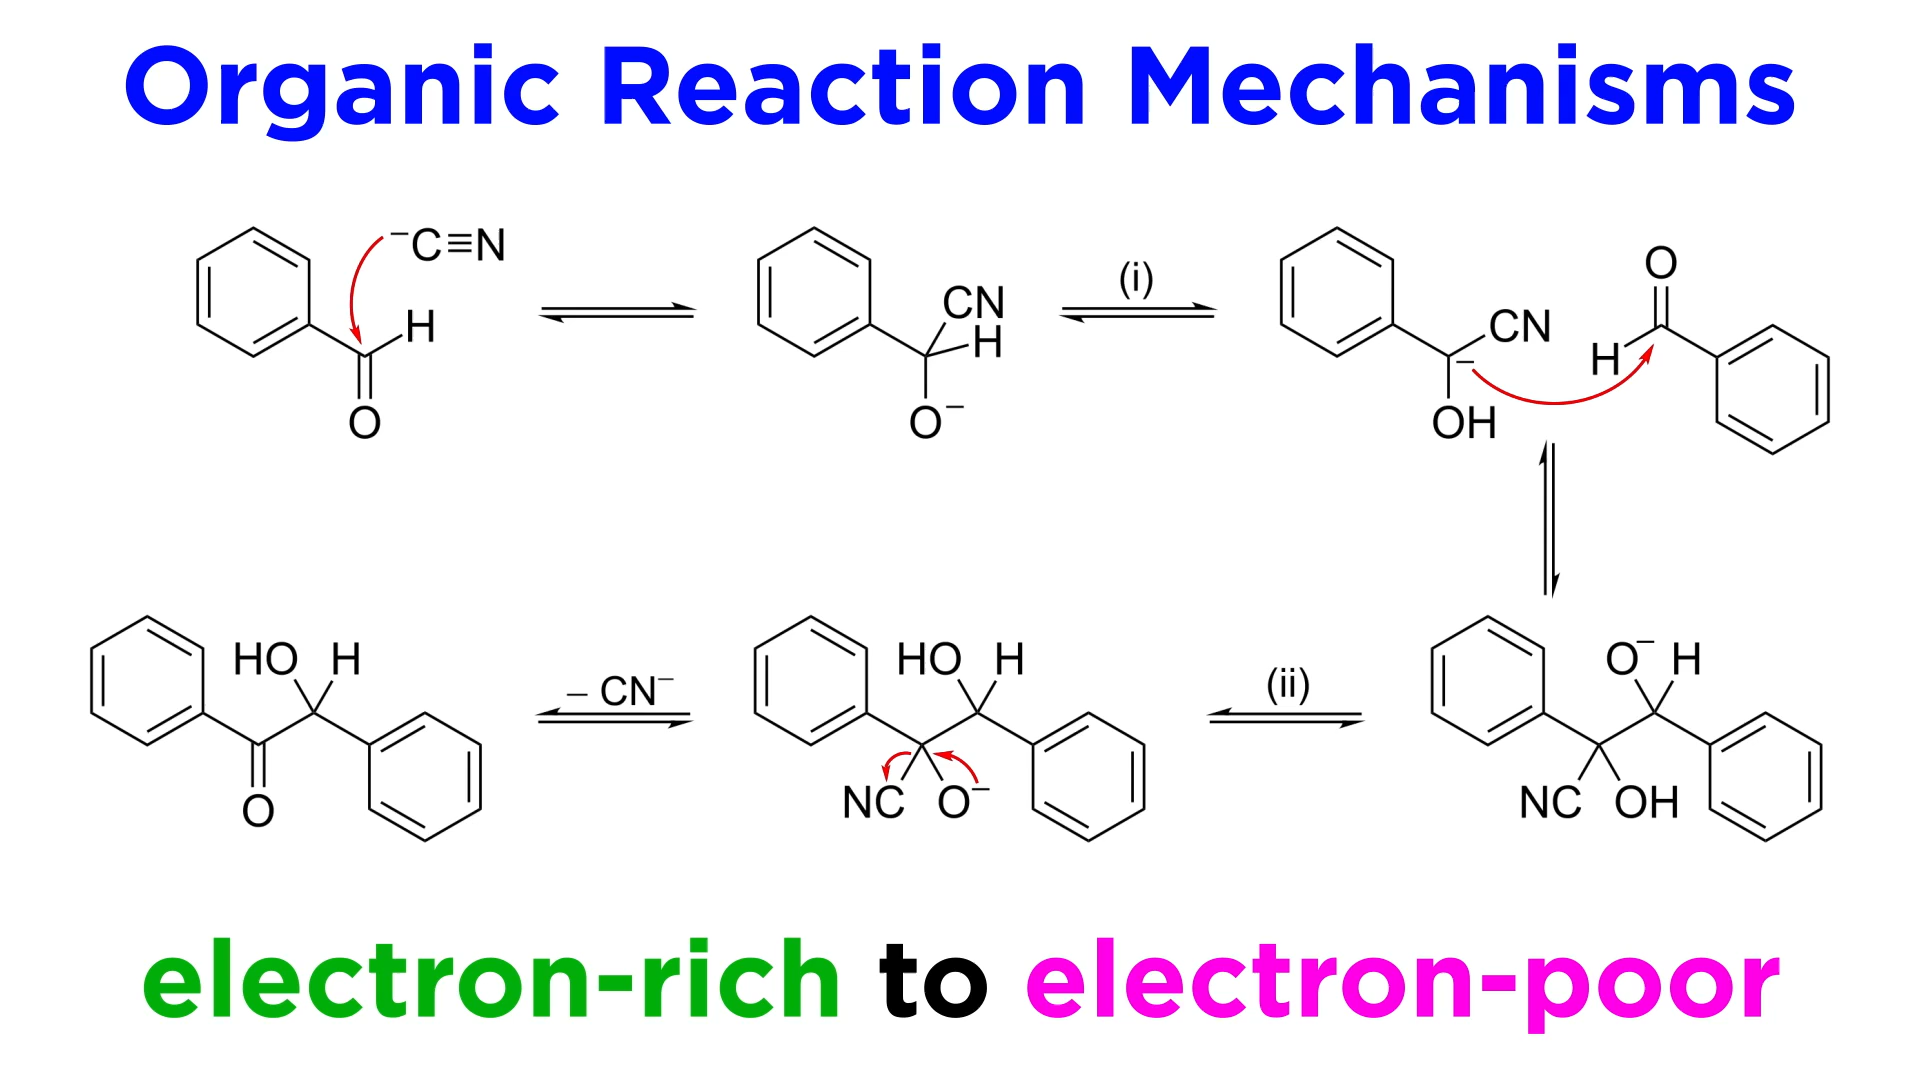 Organic Reaction Mechanisms
⁻C≡N
H
O
CN
H
O⁻
(i)
CN
⁻
OH
O
H
HO H
O
– CN⁻
HO H
NC O⁻
(ii)
O⁻ H
NC OH
electron-rich to electron-poor